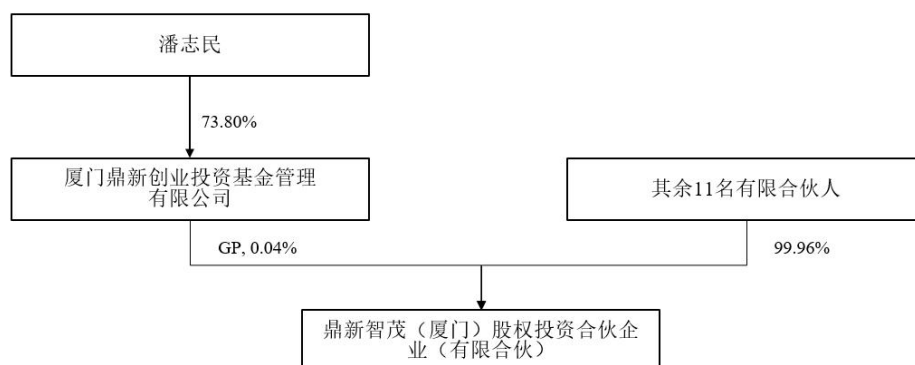 潘志民
73.80%
厦门鼎新创业投资基金管理
有限公司
其余11名有限合伙人
GP, 0.04%
99.96%
鼎新智茂（厦门）股权投资合伙企
业（有限合伙）